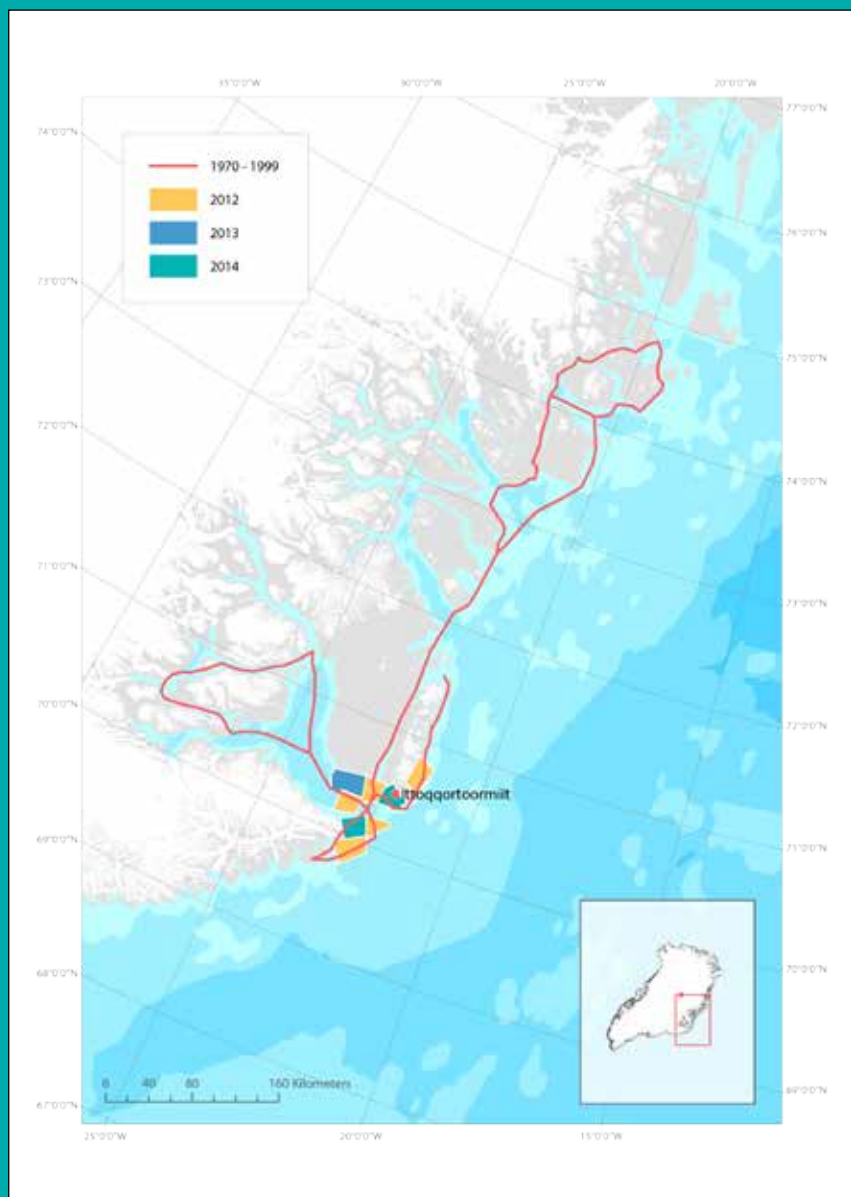 35°0'0"W 30°0'0"W 25°0'0"W 20°0'0"W
77°0'0"N
74°0'0"N
1970 - 1999
2012
2013
2014
76°0'0"N
73°0'0"N
75°0'0"N
72°0'0"N
74°0'0"N
71°0'0"N
73°0'0"N
70°0'0"N
72°0'0"N
Ittoqqortoormiit
69°0'0"N
71°0'0"N
68°0'0"N
70°0'0"N
0 40 80 160 Kilometers
69°0'0"N
67°0'0"N
25°0'0"W 20°0'0"W 15°0'0"W